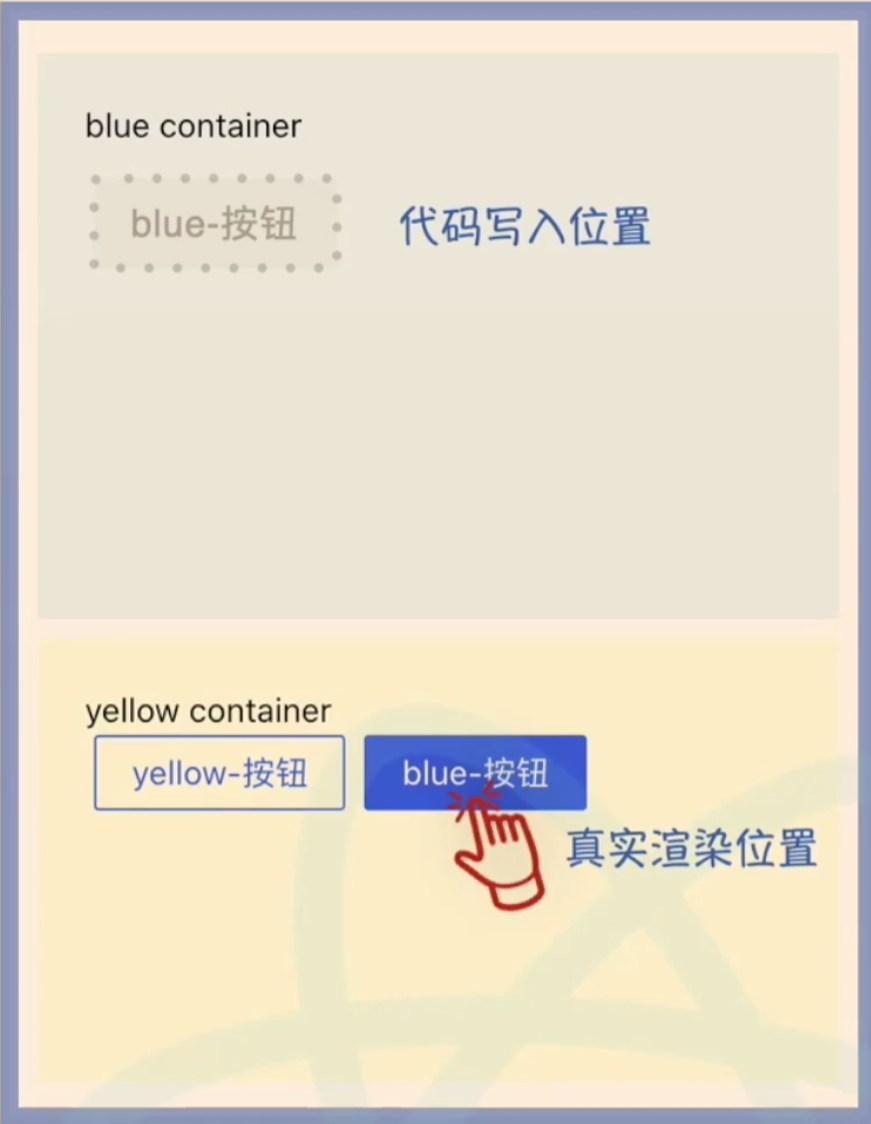 blue container
blue-按钮
代码写入位置
yellow container
yellow-按钮
blue-按钮
真实渲染位置